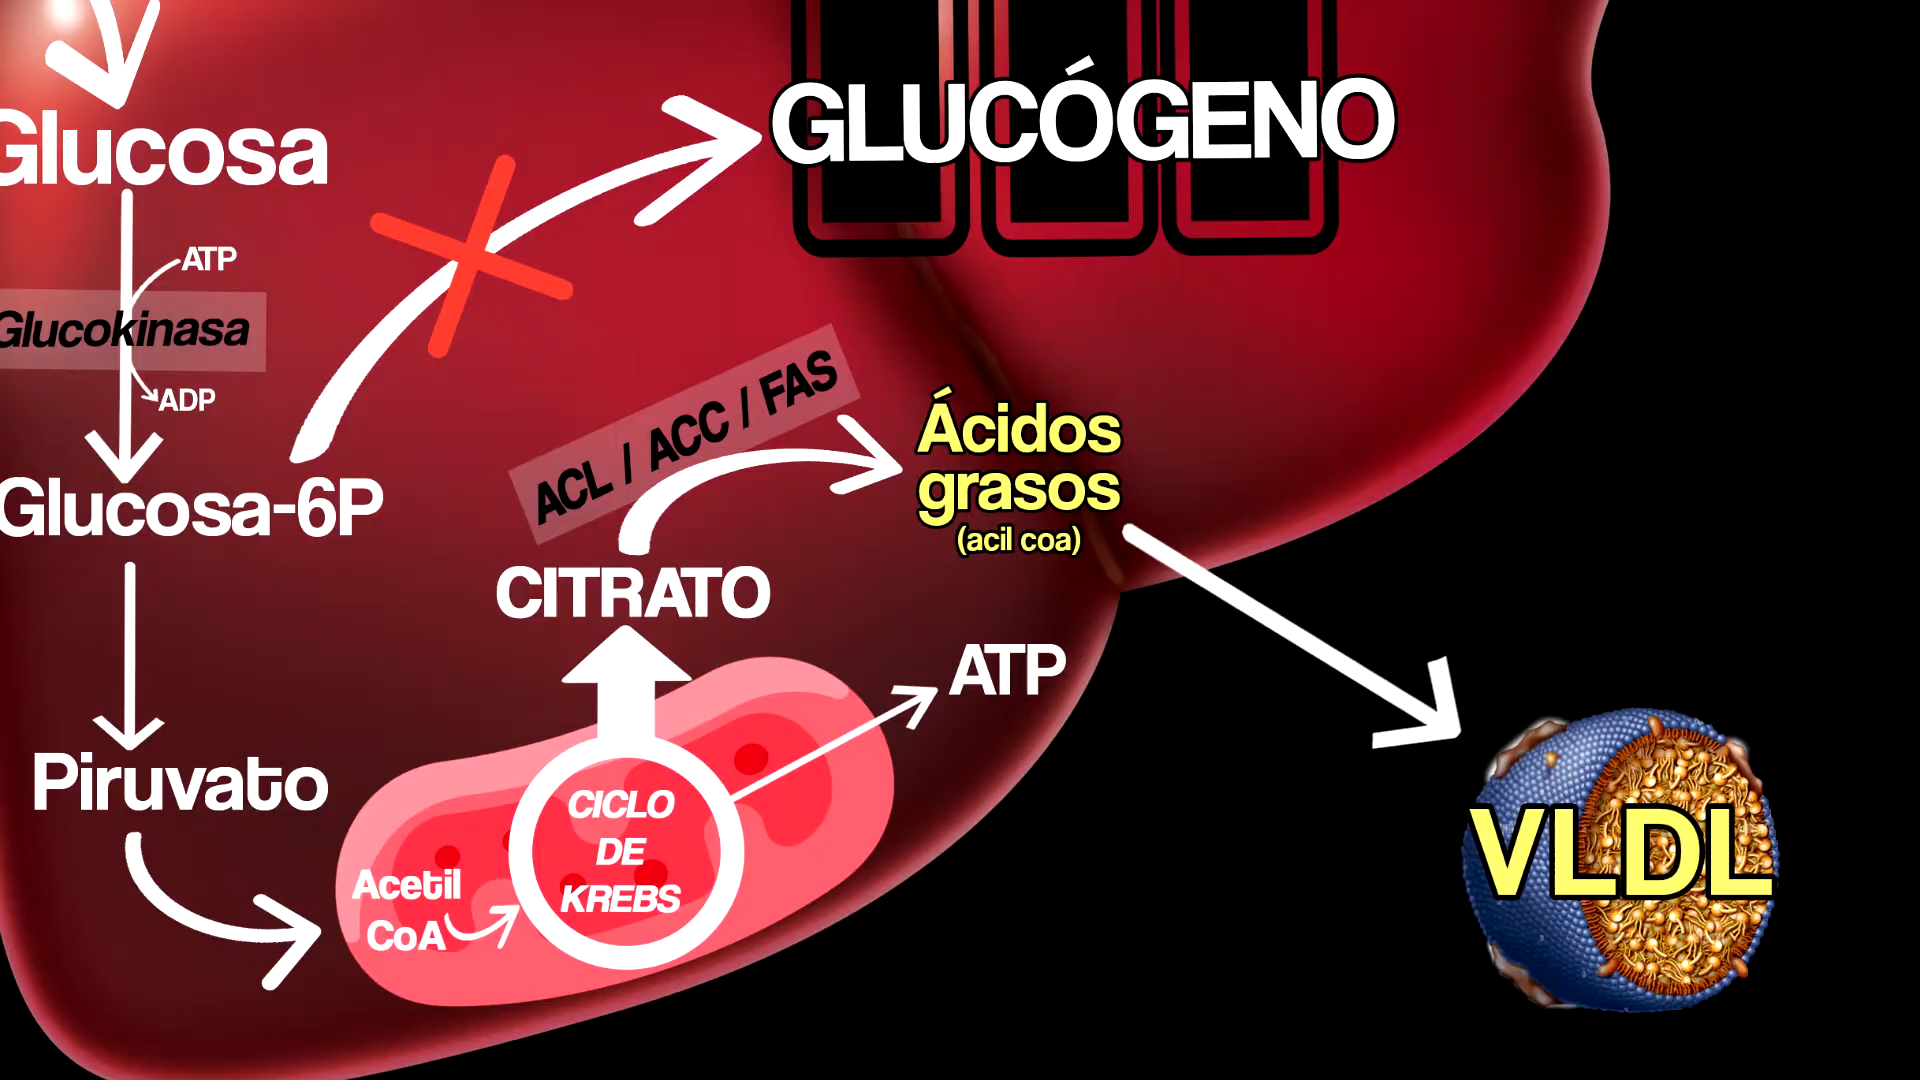 GLUCÓGENO
Glucosa
ATP
Glucokinasa
ADP
Glucosa-6P
ACL / ACC / FAS
Ácidos
grasos
(acil coa)
CITRATO
ATP
Piruvato
CICLO
DE
KREBS
Acetil
CoA
VLDL